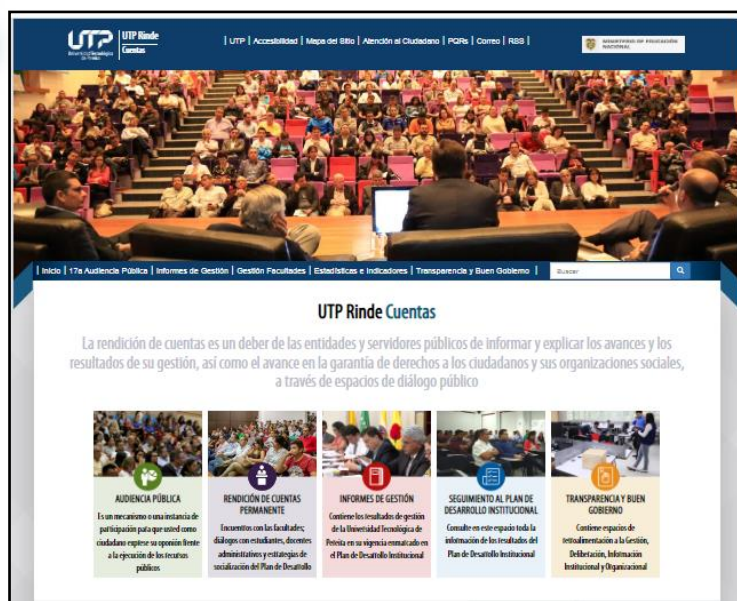 UTP
Universidad Tecnológica
de Pereira
UTP Rinde
Cuentas
| UTP | Accesibilidad | Mapa del Sitio | Atención al Ciudadano | PQRs | Correo | RSS |
MINISTERIO DE EDUCACIÓN
NACIONAL
| Inicio | 17a Audiencia Pública | Informes de Gestión | Gestión Facultades | Estadísticas e Indicadores | Transparencia y Buen Gobierno |
Buscar
UTP Rinde Cuentas
La rendición de cuentas es un deber de las entidades y servidores públicos de informar y explicar los avances y los
resultados de su gestión, así como el avance en la garantía de derechos a los ciudadanos y sus organizaciones sociales,
a través de espacios de diálogo público
AUDIENCIA PÚBLICA
Es un mecanismo o una instancia de
participación para que usted como
ciudadano exprese su opinión frente
a la ejecución de los recursos
públicos
RENDICIÓN DE CUENTAS
PERMANENTE
Encuentros con las facultades;
diálogos con estudiantes, docentes
administrativos y estrategias de
socialización del Plan de Desarrollo
INFORMES DE GESTIÓN
Contiene los resultados de gestión
de la Universidad Tecnológica de
Pereira en su vigencia enmarcado en
el Plan de Desarrollo Institucional
SEGUIMIENTO AL PLAN DE
DESARROLLO INSTITUCIONAL
Consulte en este espacio toda la
información de los resultados del
Plan de Desarrollo Institucional
TRANSPARENCIA Y BUEN
GOBIERNO
Contiene espacios de
retroalimentación a la Gestión,
Deliberación, Información
Institucional y Organizacional